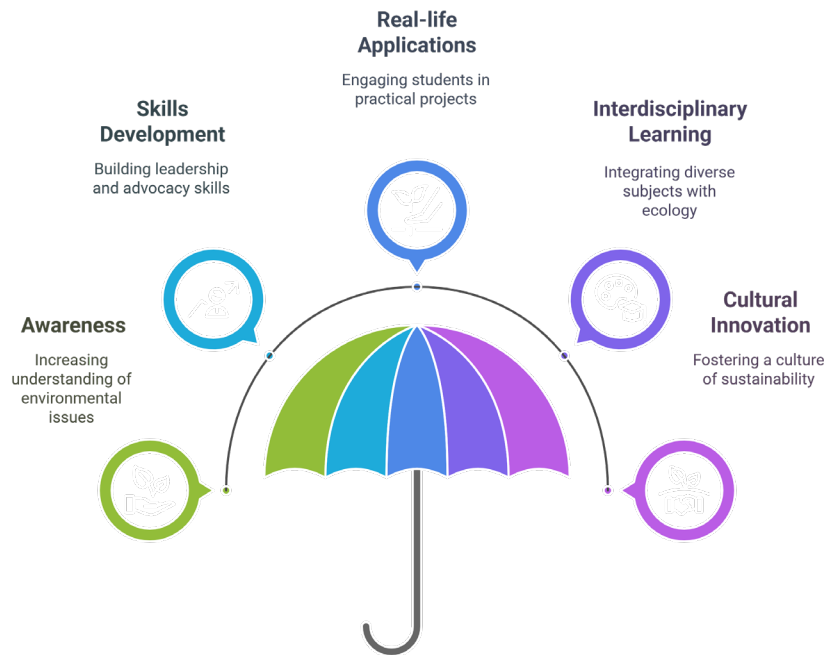 Real-life
Applications
Engaging students in
practical projects
Skills
Development
Building leadership
and advocacy skills
Interdisciplinary
Learning
Integrating diverse
subjects with
ecology
Awareness
Increasing
understanding of
environmental
issues
Cultural
Innovation
Fostering a culture
of sustainability